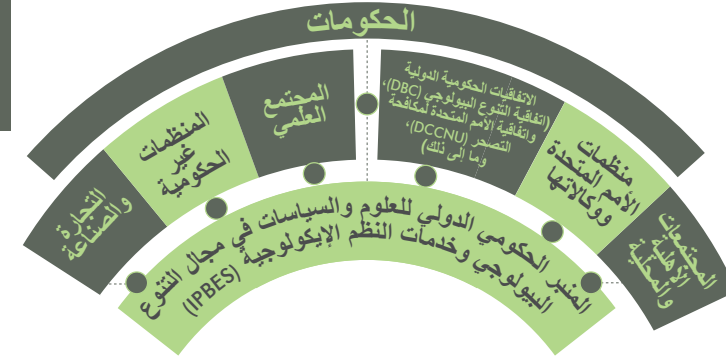 الحكومات
الاتفاقيات الحكومية الدولية
(اتفاقية التنوع البيولوجي (DBC)،
واتفاقية الأمم المتحدة لمكافحة
التصحر (DCCNU)،
وما إلى ذلك)
المجتمع
العلمي
المنظمات
غير
الحكومية
التجارة
والصناعة
منظمات
الأمم المتحدة
ووكالاتها
المجتمعات
الأهلية
والمحلية
المنبر الحكومي الدولي للعلوم والسياسات في مجال التنوع
البيولوجي وخدمات النظم الإيكولوجية (IPBES)